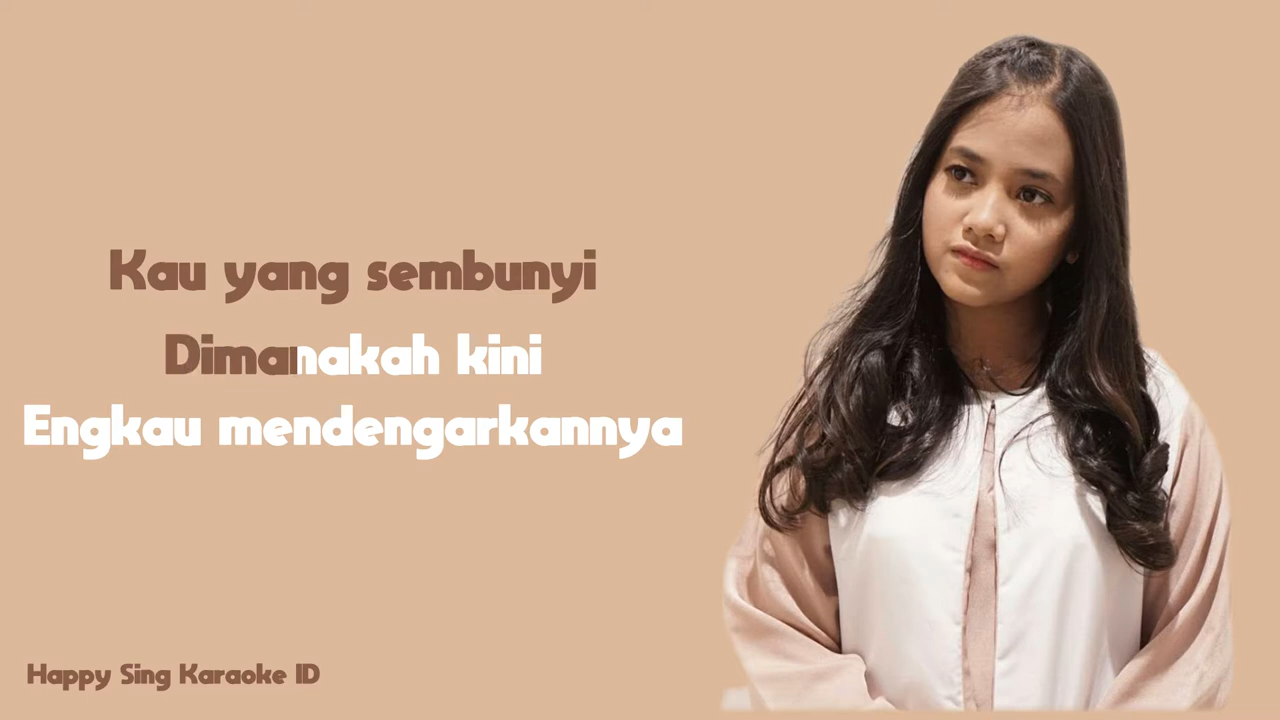 Kau yang sembunyi
Dimanakah kini
Engkau mendengarkannya
Happy Sing Karaoke ID